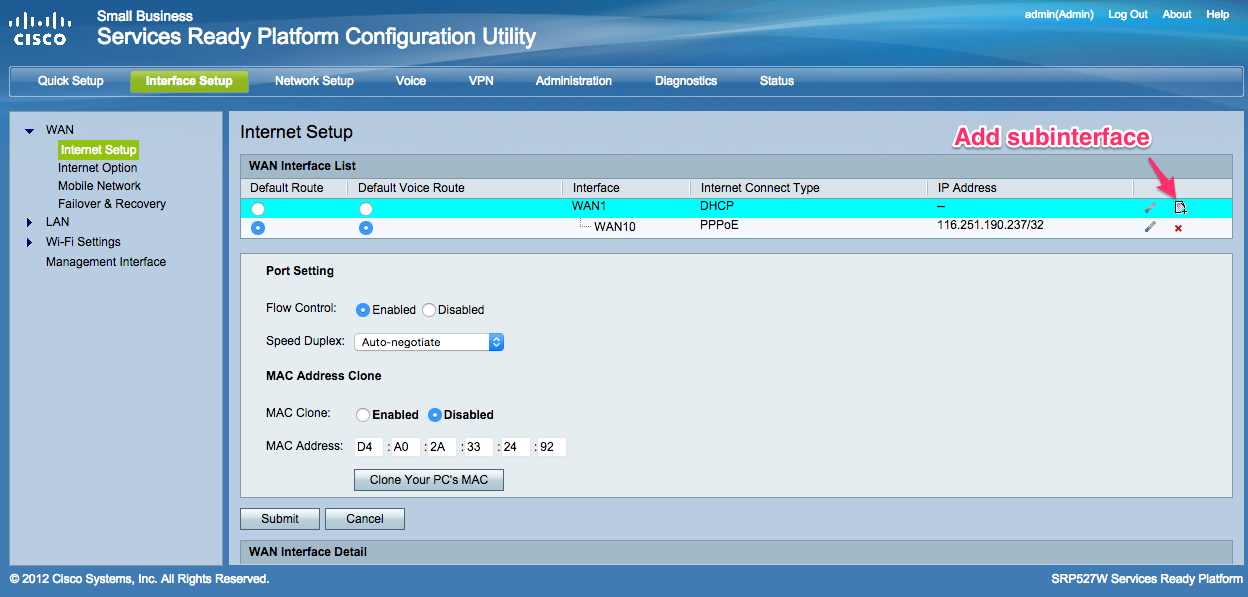 Small Business
cisco Services Ready Platform Configuration Utility
admin(Admin) Log Out About Help
Quick Setup Interface Setup Network Setup Voice VPN Administration Diagnostics Status
WAN
Internet Setup
Internet Option
Mobile Network
Failover & Recovery
LAN
Wi-Fi Settings
Management Interface
Internet Setup
Add subinterface
WAN Interface List
Default Route Default Voice Route Interface Internet Connect Type IP Address
WAN1 DHCP --
WAN10 PPPoE 116.251.190.237/32
Port Setting
Flow Control: Enabled Disabled
Speed Duplex: Auto-negotiate
MAC Address Clone
MAC Clone: Enabled Disabled
MAC Address: D4 : A0 : 2A : 33 : 24 : 92
Clone Your PC's MAC
Submit Cancel
WAN Interface Detail
© 2012 Cisco Systems, Inc. All Rights Reserved. SRP527W Services Ready Platform